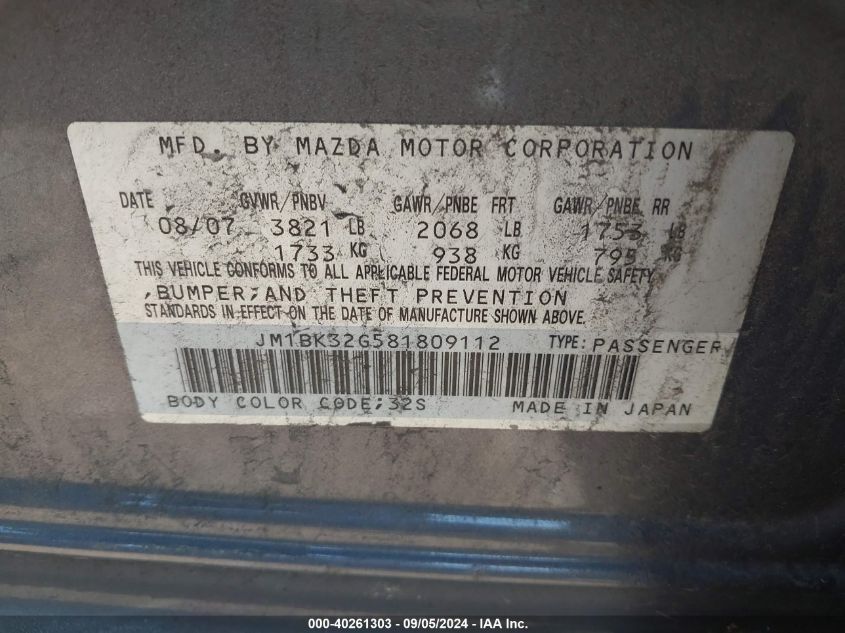 MFD. BY MAZDA MOTOR CORPORATION
DATE GVWR/PNBV GAWR/PNBE FRT GAWR/PNBE RR
08/07 3821 LB 2068 LB 1753 LB
1733 KG 938 KG 795 KG
THIS VEHICLE CONFORMS TO ALL APPLICABLE FEDERAL MOTOR VEHICLE SAFETY
,BUMPER,AND THEFT PREVENTION
STANDARDS IN EFFECT ON THE DATE OF MANUFACTURE SHOWN ABOVE.
JM1BK32G581809112 TYPE:PASSENGER
BODY COLOR CODE;32S MADE IN JAPAN
000-40261303 - 09/05/2024 - IAA Inc.